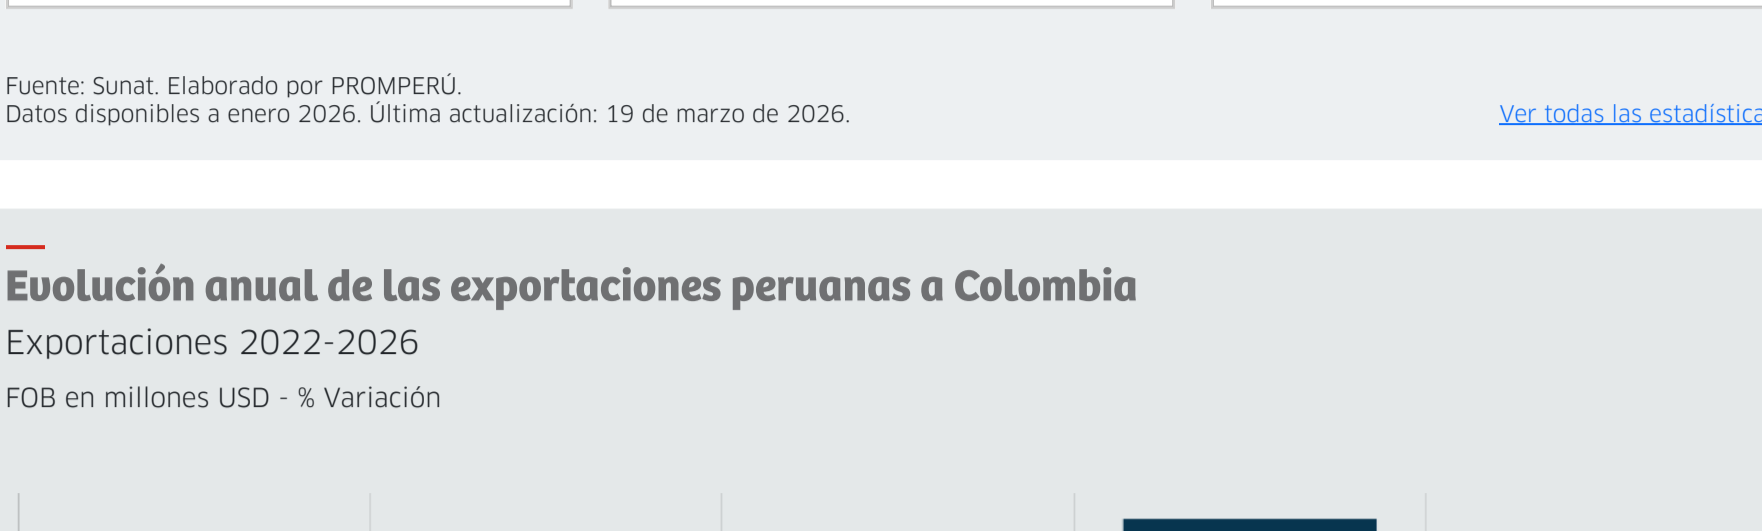 Fuente: Sunat. Elaborado por PROMPERÚ.
Datos disponibles a enero 2026. Última actualización: 19 de marzo de 2026.
Ver todas las
Evolución anual de las exportaciones peruanas a Colombia
Exportaciones 2022-2026
FOB en millones USD - % Variación